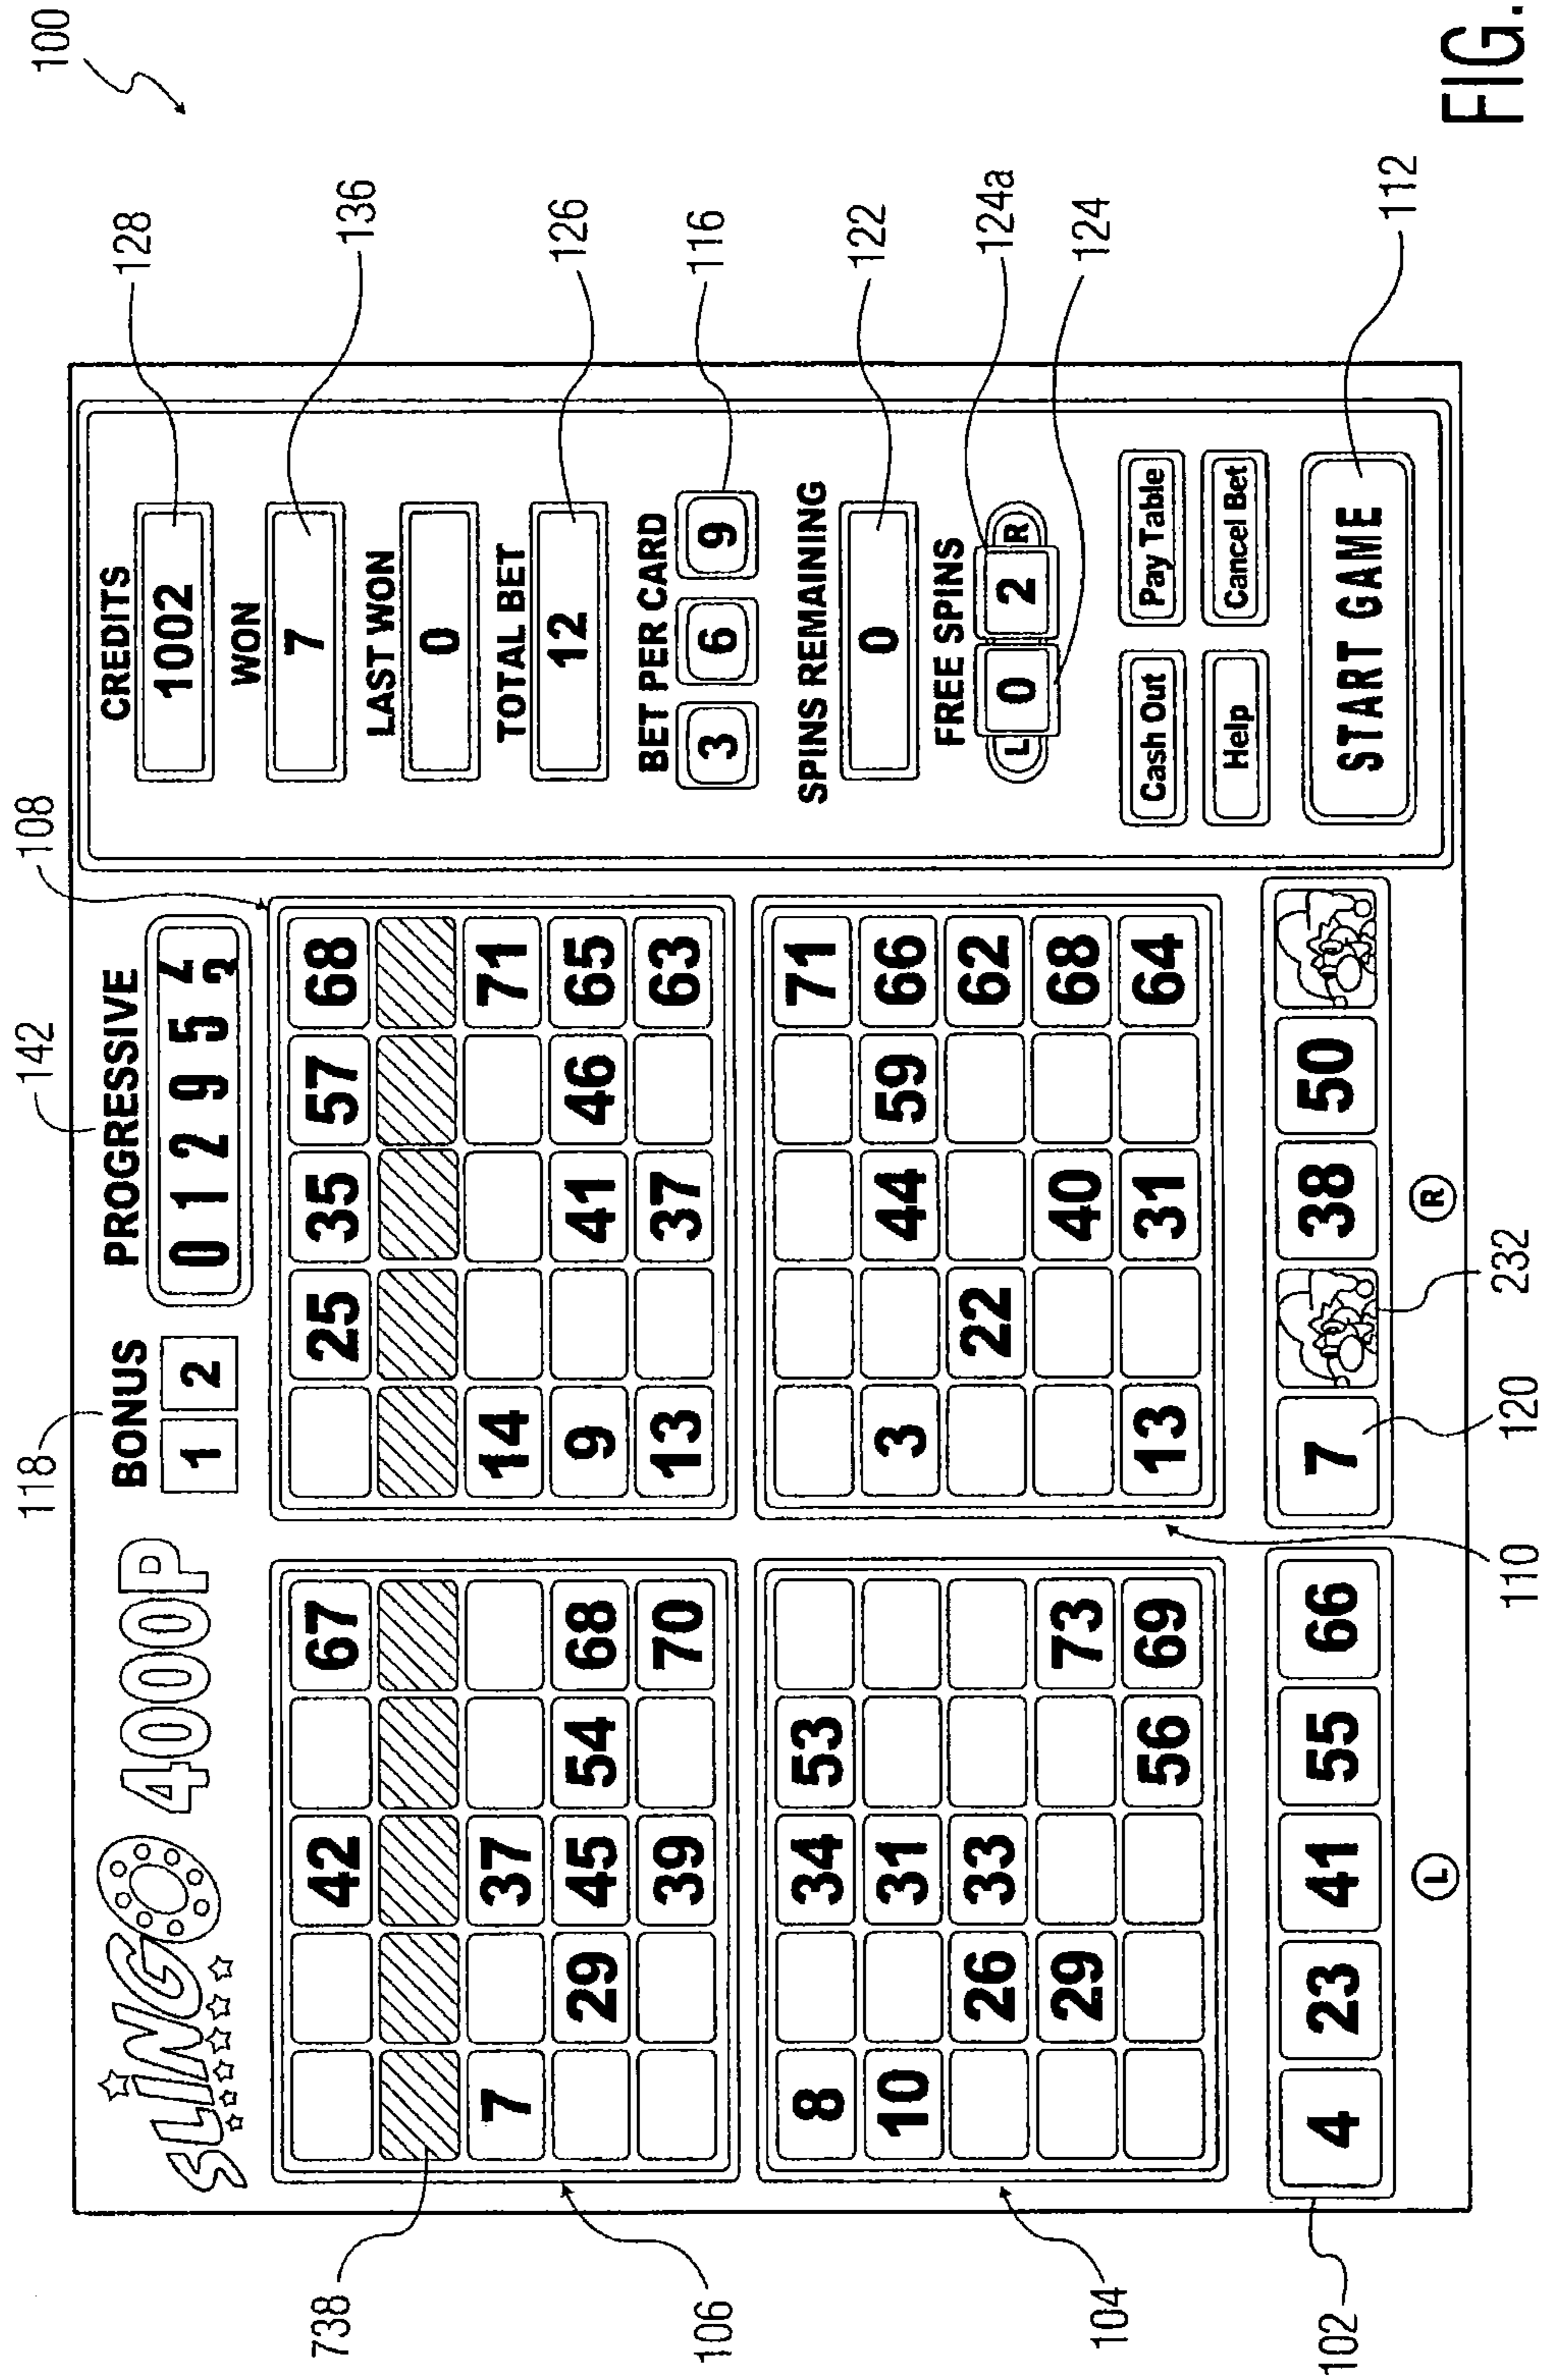 100
SLINGO 4000P
BONUS
1 2
118
PROGRESSIVE
0 1 2 9 5
142
108
738
106
42 67
7 37
29 45 54 68
39 70
25 35 57 68
14 71
9 41 46 65
13 37 63
104
8 34 53
10 31
26 33
29 73
56 69
110
71
3 44 59 66
22 62
40 68
13 31 64
102
4 23 41 55 66
L
7 38 50
R
120
232
CREDITS
1002
128
WON
7
136
LAST WON
0
TOTAL BET
12
126
BET PER CARD
3 6 9
116
SPINS REMAINING
0
122
FREE SPINS
L 0 2 R
124a
124
Cash Out Pay Table
Help Cancel Bet
START GAME
112
FIG.